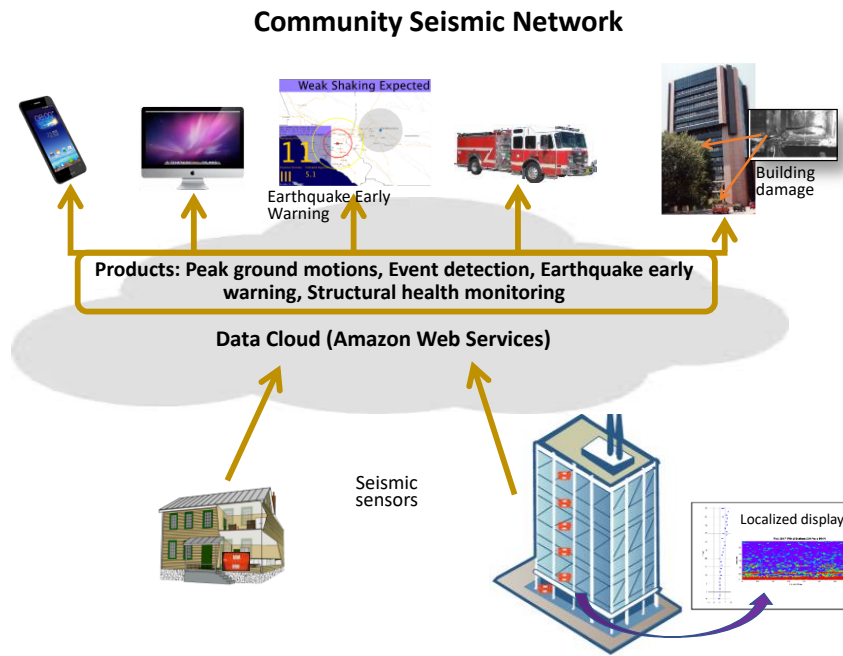 Community Seismic Network
Weak Shaking Expected
11
III
5.1
Earthquake Early
Warning
Building
damage
Products: Peak ground motions, Event detection, Earthquake early
warning, Structural health monitoring
Data Cloud (Amazon Web Services)
Seismic
sensors
Localized display